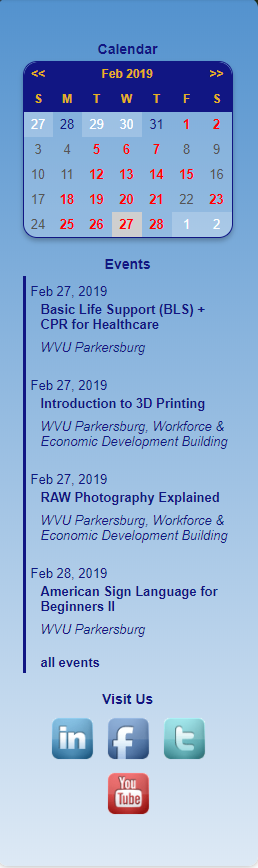 Calendar
<< Feb 2019 >>
S M T W T F S
27 28 29 30 31 1 2
3 4 5 6 7 8 9
10 11 12 13 14 15 16
17 18 19 20 21 22 23
24 25 26 27 28 1 2
Events
Feb 27, 2019
Basic Life Support (BLS) +
CPR for Healthcare
WVU Parkersburg
Feb 27, 2019
Introduction to 3D Printing
WVU Parkersburg, Workforce &
Economic Development Building
Feb 27, 2019
RAW Photography Explained
WVU Parkersburg, Workforce &
Economic Development Building
Feb 28, 2019
American Sign Language for
Beginners II
WVU Parkersburg
all events
Visit Us
in f t
You
Tube